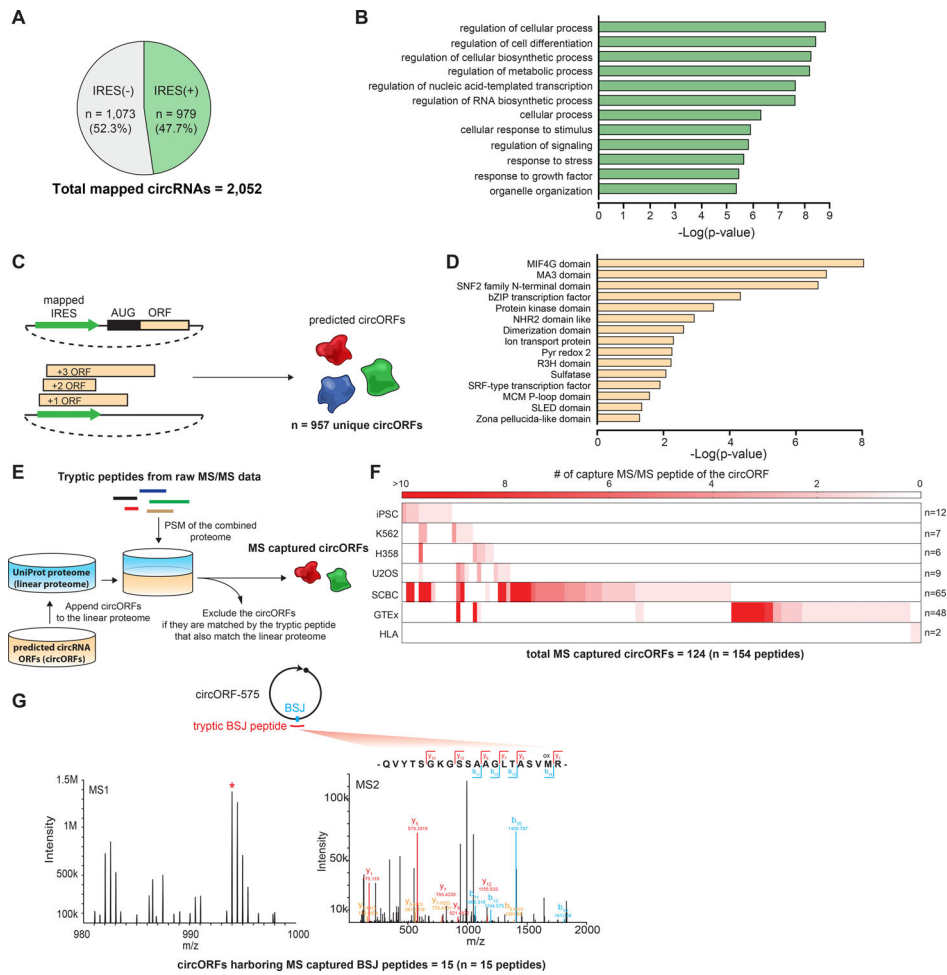 A
IRES(-)
n = 1,073
(52.3%)
IRES(+)
n = 979
(47.7%)
Total mapped circRNAs = 2,052
B
regulation of cellular process
regulation of cell differentiation
regulation of cellular biosynthetic process
regulation of metabolic process
regulation of nucleic acid-templated transcription
regulation of RNA biosynthetic process
cellular process
cellular response to stimulus
regulation of signaling
response to stress
response to growth factor
organelle organization
0 1 2 3 4 5 6 7 8 9
-Log(p-value)
C
mapped
IRES
AUG
ORF
+3 ORF
+2 ORF
+1 ORF
predicted circORFs
n = 957 unique circORFs
D
MIF4G domain
MA3 domain
SNF2 family N-terminal domain
bZIP transcription factor
Protein kinase domain
NHR2 domain like
Dimerization domain
Ion transport protein
Pyr redox 2
R3H domain
Sulfatase
SRF-type transcription factor
MCM P-loop domain
SLED domain
Zona pellucida-like domain
0 2 4 6 8
-Log(p-value)
E
Tryptic peptides from raw MS/MS data
PSM of the combined
proteome
UniProt proteome
(linear proteome)
Append circORFs
to the linear proteome
predicted circRNA
ORFs (circORFs)
MS captured circORFs
Exclude the circORFs
if they are matched by the tryptic peptide
that also match the linear proteome
F
# of capture MS/MS peptide of the circORF
>10 8 4 2 0
iPSC n=12
K562 n=7
H358 n=6
U2OS n=9
SCBC n=65
GTEx n=48
HLA n=2
total MS captured circORFs = 124 (n = 154 peptides)
G
circORF-575
BSJ
tryptic BSJ peptide
ox
-QVYTSGKGSSAAGLTASVMR-
MS1
1.5M
1M
500k
100k
Intensity
*
980 990 1000
m/z
MS2
100k
50k
10k
Intensity
500 1000 1500 2000
m/z
circORFs harboring MS captured BSJ peptides = 15 (n = 15 peptides)